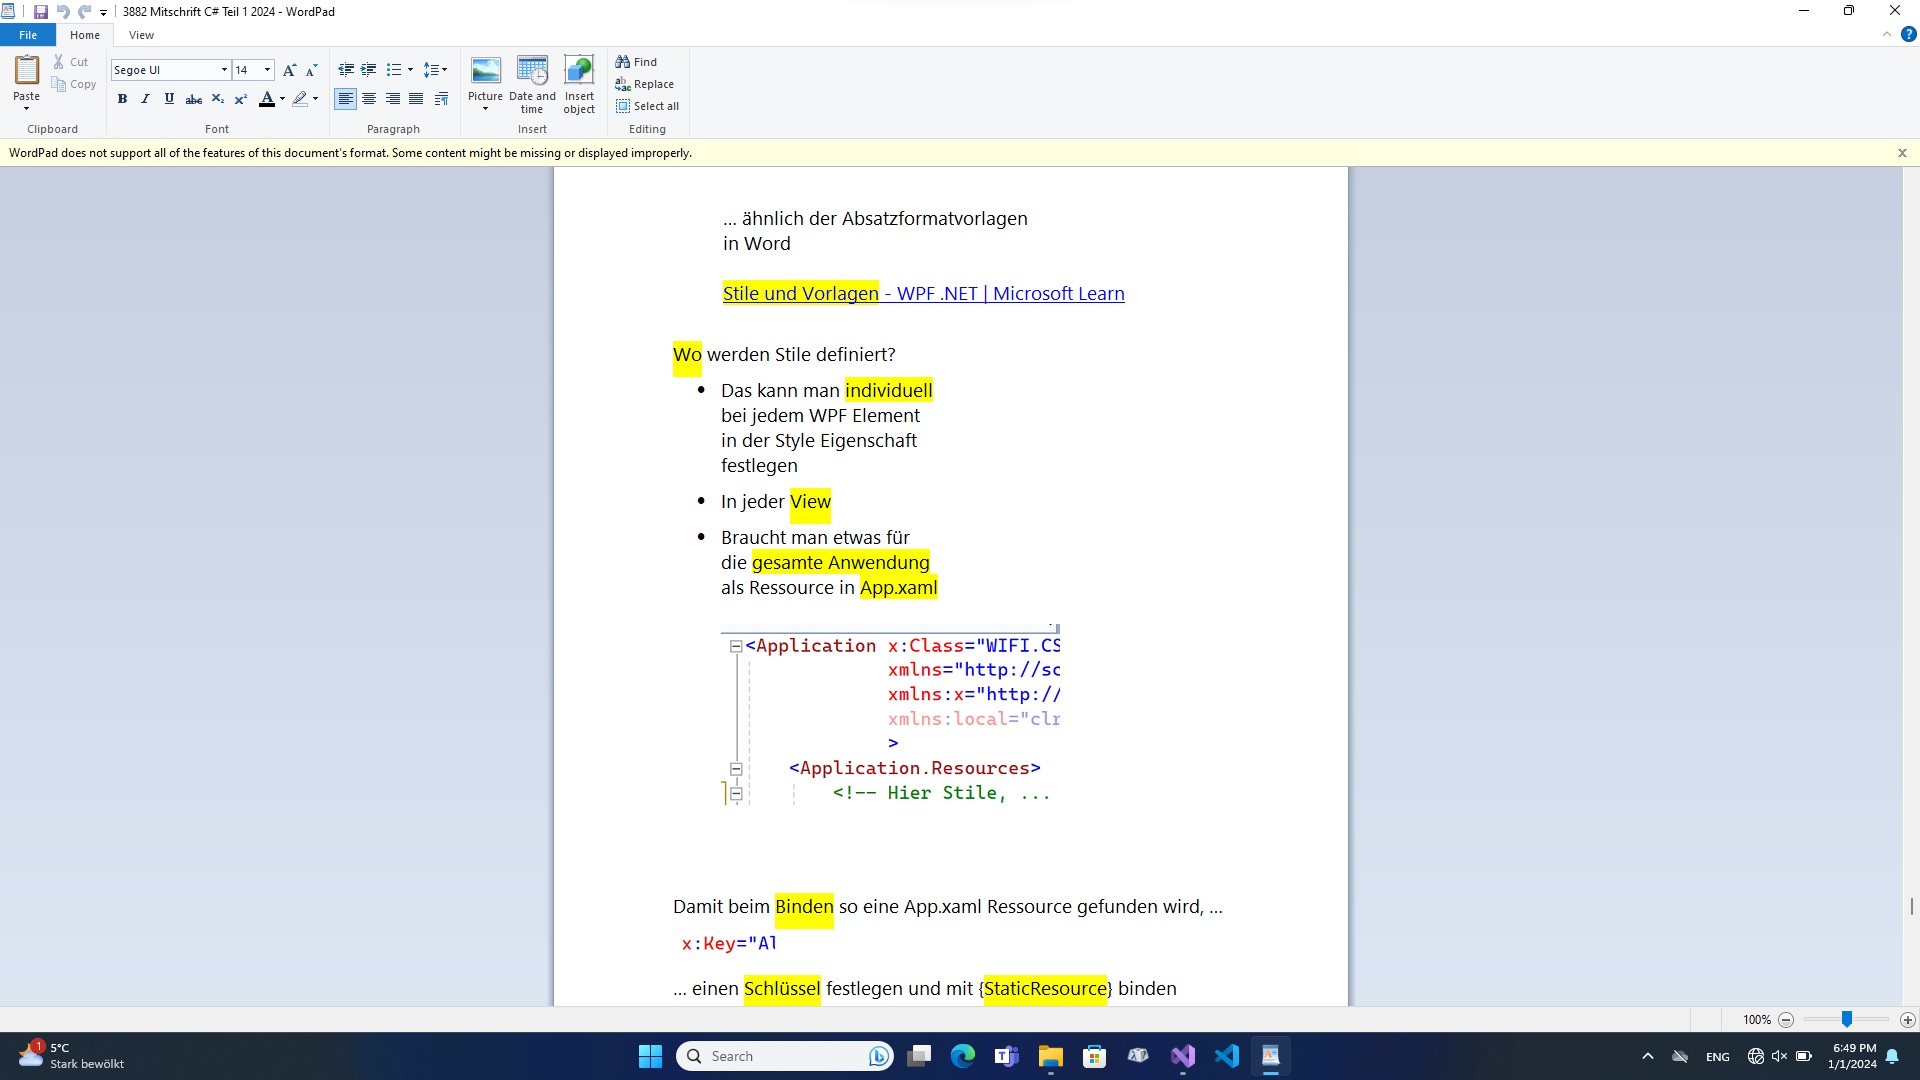 3882 Mitschrift C# Teil 1 2024 - WordPad
File
Home
View
Paste
Cut
Copy
Clipboard
Segoe UI
14
Font
Paragraph
Picture
Date and time
Insert object
Insert
Find
Replace
Select all
Editing
WordPad does not support all of the features of this document's format. Some content might be missing or displayed improperly.
... ähnlich der Absatzformatvorlagen
in Word
Stile und Vorlagen - WPF .NET | Microsoft Learn
Wo werden Stile definiert?
• Das kann man individuell
bei jedem WPF Element
in der Style Eigenschaft
festlegen
• In jeder View
• Braucht man etwas für
die gesamte Anwendung
als Ressource in App.xaml
<Application x:Class="WIFI.CS
xmlns="http://sc
xmlns:x="http://
xmlns:local="clr
>
<Application.Resources>
<!-- Hier Stile, ...
Damit beim Binden so eine App.xaml Ressource gefunden wird, ...
x:Key="Al
... einen Schlüssel festlegen und mit {StaticResource} binden
100%
1
5°C
Stark bewölkt
Search
ENG
6:49 PM
1/1/2024